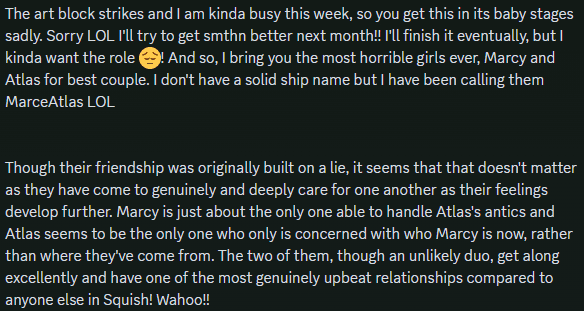 The art block strikes and I am kinda busy this week, so you get this in its baby stages
sadly. Sorry LOL I'll try to get smthn better next month!! I'll finish it eventually, but I
kinda want the role 😔! And so, I bring you the most horrible girls ever, Marcy and
Atlas for best couple. I don't have a solid ship name but I have been calling them
MarceAtlas LOL
Though their friendship was originally built on a lie, it seems that that doesn't matter
as they have come to genuinely and deeply care for one another as their feelings
develop further. Marcy is just about the only one able to handle Atlas's antics and
Atlas seems to be the only one who only is concerned with who Marcy is now, rather
than where they've come from. The two of them, though an unlikely duo, get along
excellently and have one of the most genuinely upbeat relationships compared to
anyone else in Squish! Wahoo!!